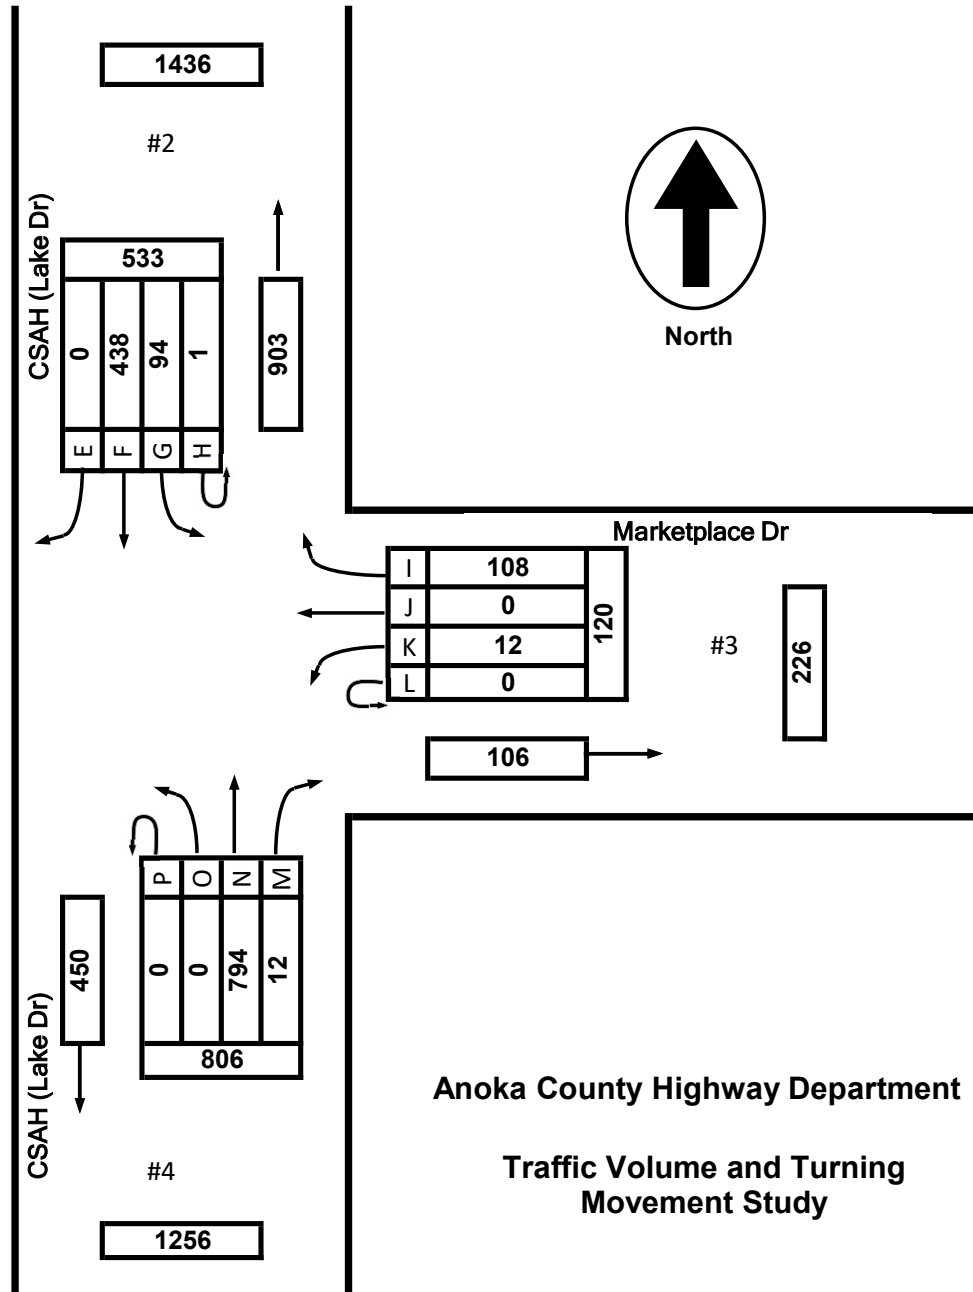 1436
#2
CSAH (Lake Dr)
533
0
438
94
1
903
E
F
G
H
North
Marketplace Dr
I 108
J 0
K 12
L 0
120
#3
226
106
P
O
N
M
450
0
0
794
12
806
CSAH (Lake Dr)
#4
1256
Anoka County Highway Department
Traffic Volume and Turning
Movement Study